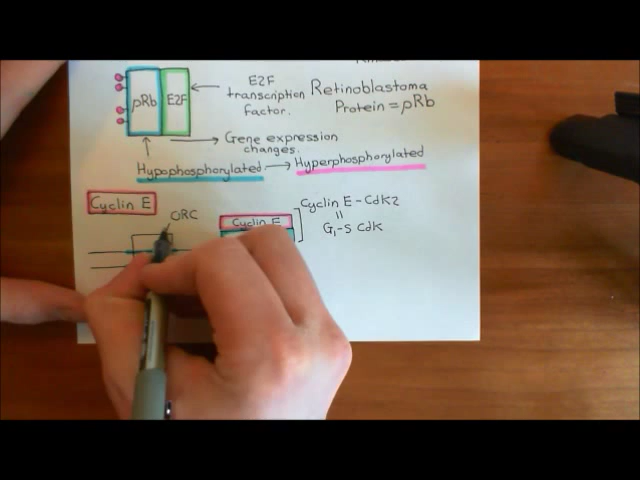 pRb
E2F
E2F
transcription
factor.
Retinoblastoma
Protein = pRb
Gene expression
changes.
Hypophosphorylated
Hyperphosphorylated
Cyclin E
ORC
Cyclin E
Cyclin E - Cdk2
=
G1-S Cdk